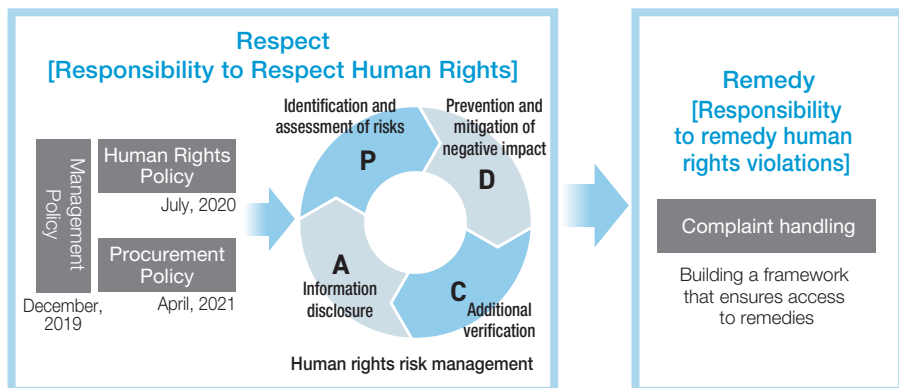 Respect
[Responsibility to Respect Human Rights]
Management
Policy
December,
2019
Human Rights
Policy
July, 2020
Procurement
Policy
April, 2021
Identification and
assessment of risks
P
Prevention and
mitigation of
negative impact
D
C
Additional
verification
A
Information
disclosure
Human rights risk management
Remedy
[Responsibility
to remedy human
rights violations]
Complaint handling
Building a framework
that ensures access
to remedies